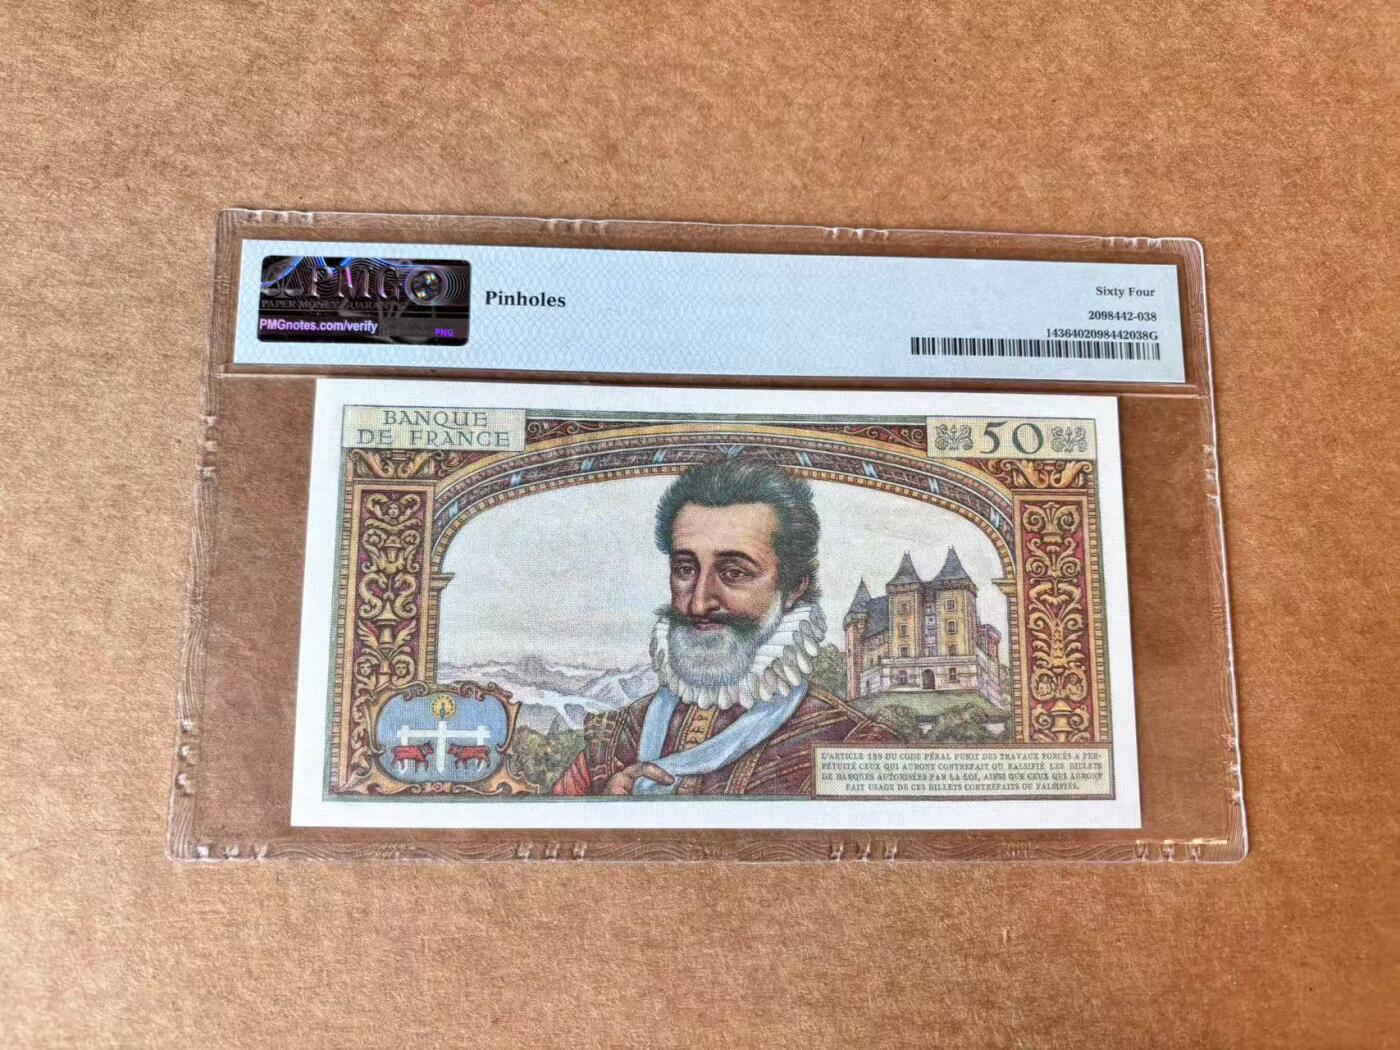 PMG
PAPER MONEY GUARANTY
PMGnotes.com/verify
PNG
Pinholes
Sixty Four
2098442-038
1436402098442038G
BANQUE
DE FRANCE
50
L'ARTICLE 139 DU CODE PÉNAL PUNIT DES TRAVAUX FORCÉS A PER-
PÉTUITÉ CEUX QUI AURONT CONTREFAIT OU FALSIFIÉ LES BILLETS
DE BANQUES AUTORISÉES PAR LA LOI, AINSI QUE CEUX QUI AURONT
FAIT USAGE DE CES BILLETS CONTREFAITS OU FALSIFIÉS.